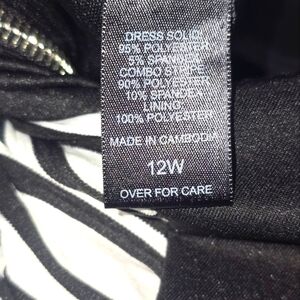 DRESS SOLID:
95% POLYESTER
5% SPANDEX
COMBO STRIPE
90% POLYESTER
10% SPANDEX
LINING
100% POLYESTER
MADE IN CAMBODIA
12W
OVER FOR CARE